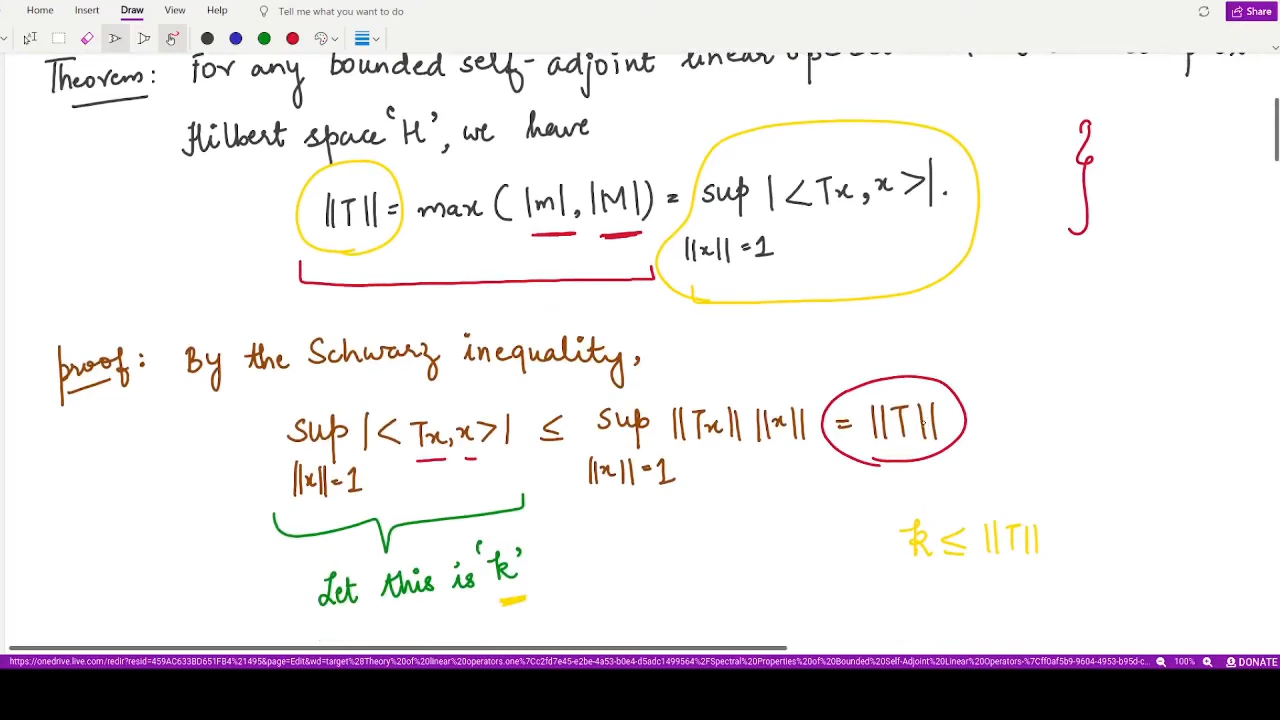 Home Insert Draw View Help Tell me what you want to do Share
Theorem: For any bounded self-adjoint linear
Hilbert space 'H', we have
||T|| = max (|m|, |M|) = sup |<Tx, x>|.
||x|| = 1
proof: By the Schwarz inequality,
sup |<Tx, x>| ≤ sup ||Tx|| ||x|| = ||T||
||x|| = 1 ||x|| = 1
k ≤ ||T||
Let this is 'k'
100% DONATE